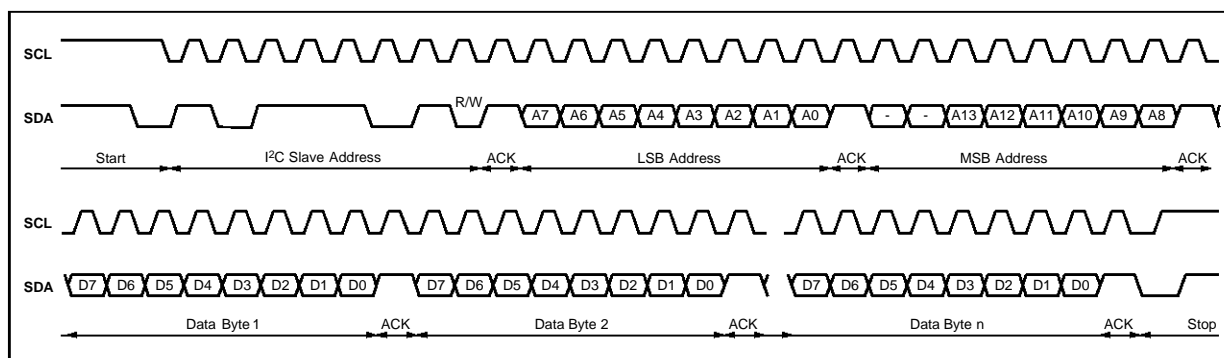 SCL
R/W
SDA A7 A6 A5 A4 A3 A2 A1 A0 - - A13 A12 A11 A10 A9 A8
Start I²C Slave Address ACK LSB Address ACK MSB Address ACK
SCL
SDA D7 D6 D5 D4 D3 D2 D1 D0 D7 D6 D5 D4 D3 D2 D1 D0 D7 D6 D5 D4 D3 D2 D1 D0
Data Byte 1 ACK Data Byte 2 ACK Data Byte n ACK Stop